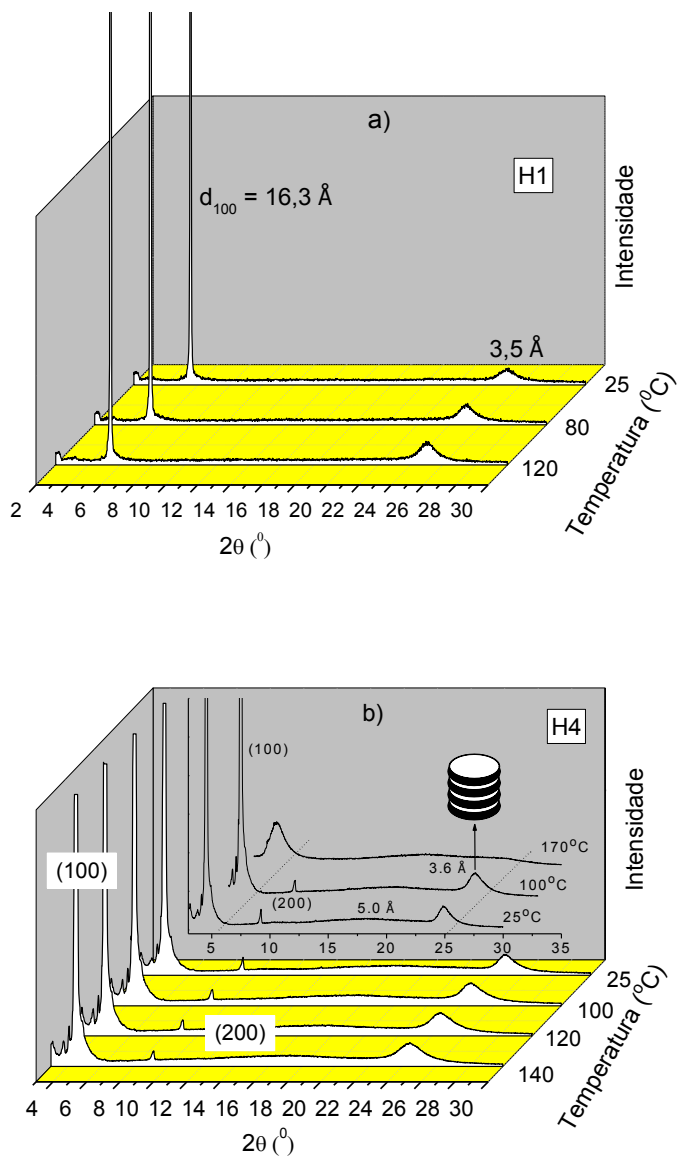 a)
H1
d100 = 16,3 Å
3,5 Å
Intensidade
25
80
120
Temperatura (⁰C)
2 4 6 8 10 12 14 16 18 20 22 24 26 28 30
2θ (⁰)
b)
H4
(100)
(100)
170°C
3.6 Å
100°C
(200)
5.0 Å
25°C
5 10 15 20 25 30 35
Intensidade
(200)
25
100
120
140
Temperatura (⁰C)
4 6 8 10 12 14 16 18 20 22 24 26 28 30
2θ (⁰)